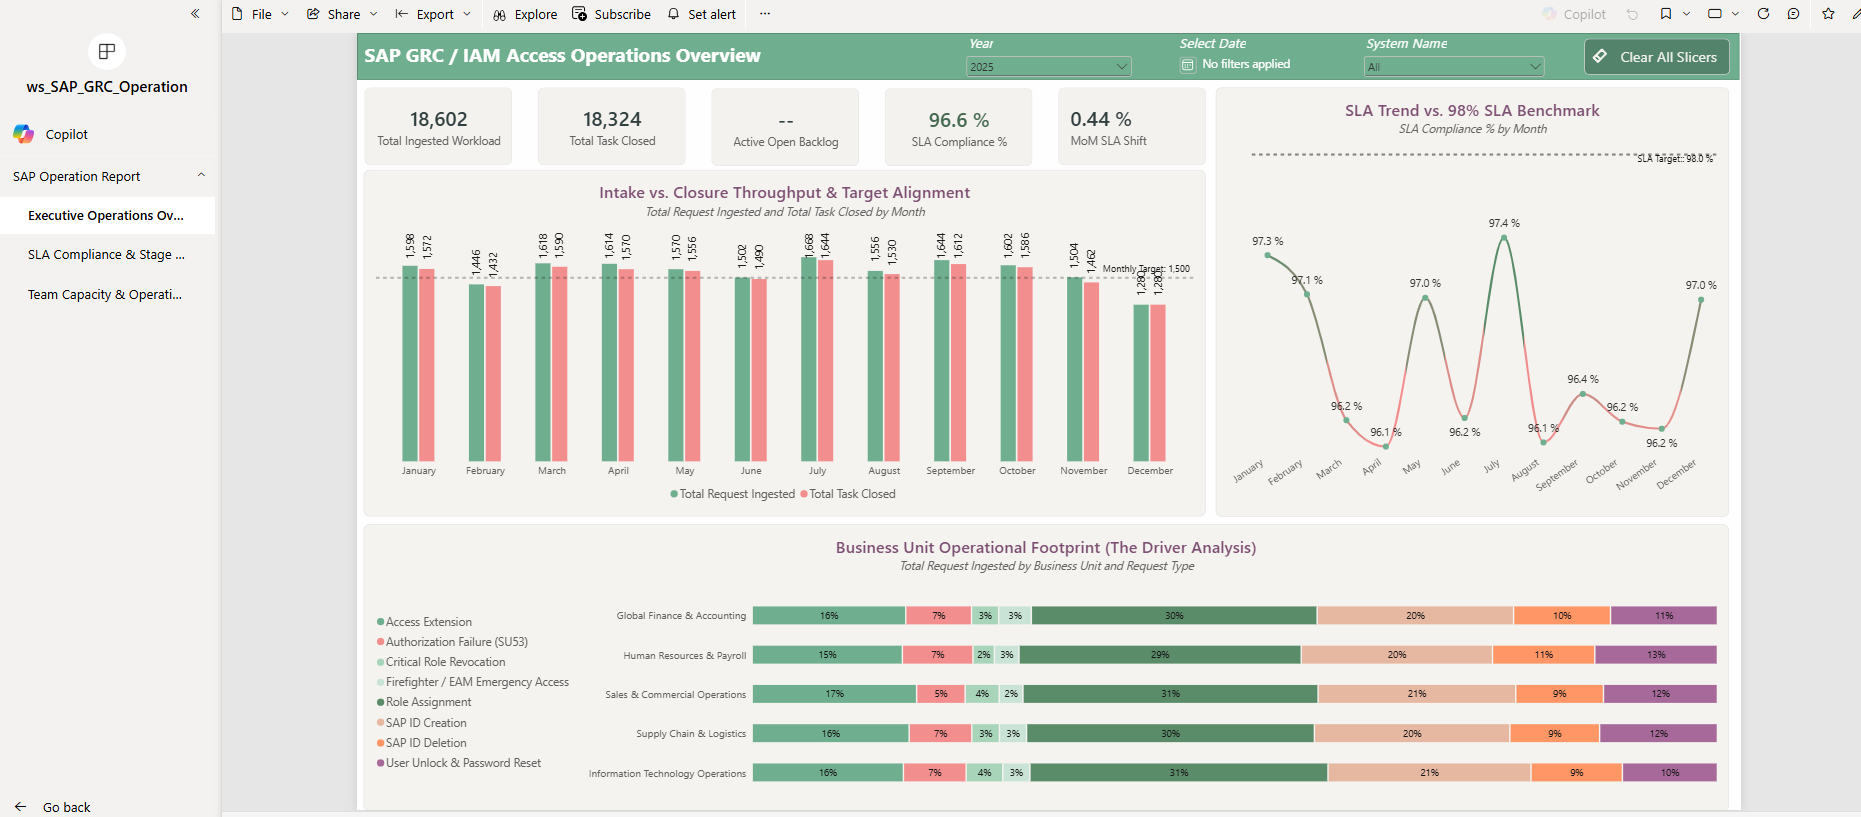 File Share Export Explore Subscribe Set alert ... Copilot
ws_SAP_GRC_Operation
Copilot
SAP Operation Report
Executive Operations Ov...
SLA Compliance & Stage ...
Team Capacity & Operati...
Go back
SAP GRC / IAM Access Operations Overview
Year
2025
Select Date
No filters applied
System Name
All
Clear All Slicers
18,602
Total Ingested Workload
18,324
Total Task Closed
--
Active Open Backlog
96.6 %
SLA Compliance %
0.44 %
MoM SLA Shift
Intake vs. Closure Throughput & Target Alignment
Total Request Ingested and Total Task Closed by Month
1,598 1,572 1,446 1,432 1,618 1,590 1,614 1,570 1,570 1,556 1,502 1,490 1,668 1,644 1,556 1,530 1,644 1,612 1,602 1,586 1,504 1,462 1,280 1,280
Monthly Target: 1,500
January February March April May June July August September October November December
Total Request Ingested Total Task Closed
SLA Trend vs. 98% SLA Benchmark
SLA Compliance % by Month
SLA Target:: 98.0 %
97.3 % 97.1 % 96.2 % 96.1 % 97.0 % 96.2 % 97.4 % 96.1 % 96.4 % 96.2 % 96.2 % 97.0 %
January February March April May June July August September October November December
Business Unit Operational Footprint (The Driver Analysis)
Total Request Ingested by Business Unit and Request Type
Access Extension
Authorization Failure (SU53)
Critical Role Revocation
Firefighter / EAM Emergency Access
Role Assignment
SAP ID Creation
SAP ID Deletion
User Unlock & Password Reset
Global Finance & Accounting 16% 7% 3% 3% 30% 20% 10% 11%
Human Resources & Payroll 15% 7% 2% 3% 29% 20% 11% 13%
Sales & Commercial Operations 17% 5% 4% 2% 31% 21% 9% 12%
Supply Chain & Logistics 16% 7% 3% 3% 30% 20% 9% 12%
Information Technology Operations 16% 7% 4% 3% 31% 21% 9% 10%